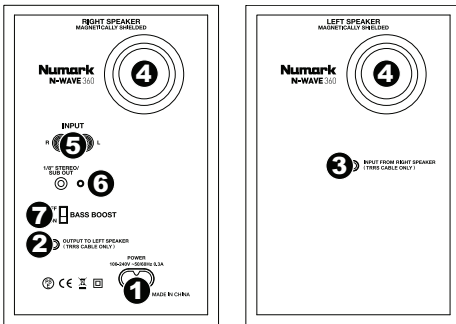 RIGHT SPEAKER
MAGNETICALLY SHIELDED
4
Numark
N-WAVE 360
INPUT
R 5 L
1/8" STEREO/
SUB OUT
6
7
BASS BOOST
2 OUTPUT TO LEFT SPEAKER
(TRRS CABLE ONLY)
POWER
100-240V ~50/60Hz 0.3A
1
MADE IN CHINA
CE
LEFT SPEAKER
MAGNETICALLY SHIELDED
4
Numark
N-WAVE 360
3 INPUT FROM RIGHT SPEAKER
(TRRS CABLE ONLY)